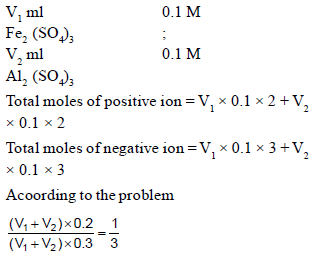 V₁ ml 0.1 M
Fe₂ (SO₄)₃ ;
V₂ ml 0.1 M
Al₂ (SO₄)₃
Total moles of positive ion = V₁ × 0.1 × 2 + V₂
× 0.1 × 2
Total moles of negative ion = V₁ × 0.1 × 3 + V₂
× 0.1 × 3
Acoording to the problem
(V₁ + V₂) × 0.2 / (V₁ + V₂) × 0.3 = 1 / 3